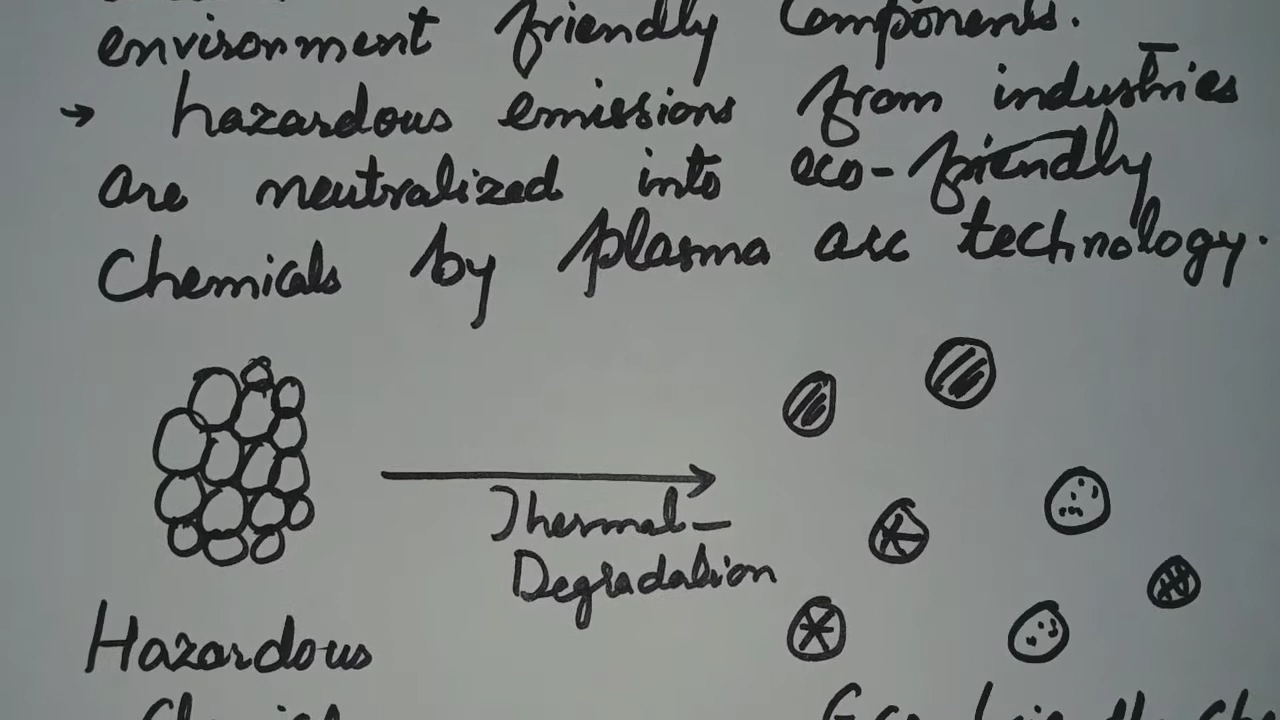 environment friendly Components.
→ hazardous emissions from industries
are neutralized into eco-friendly
Chemicals by plasma arc technology.
Thermal-
Degradation
Hazardous